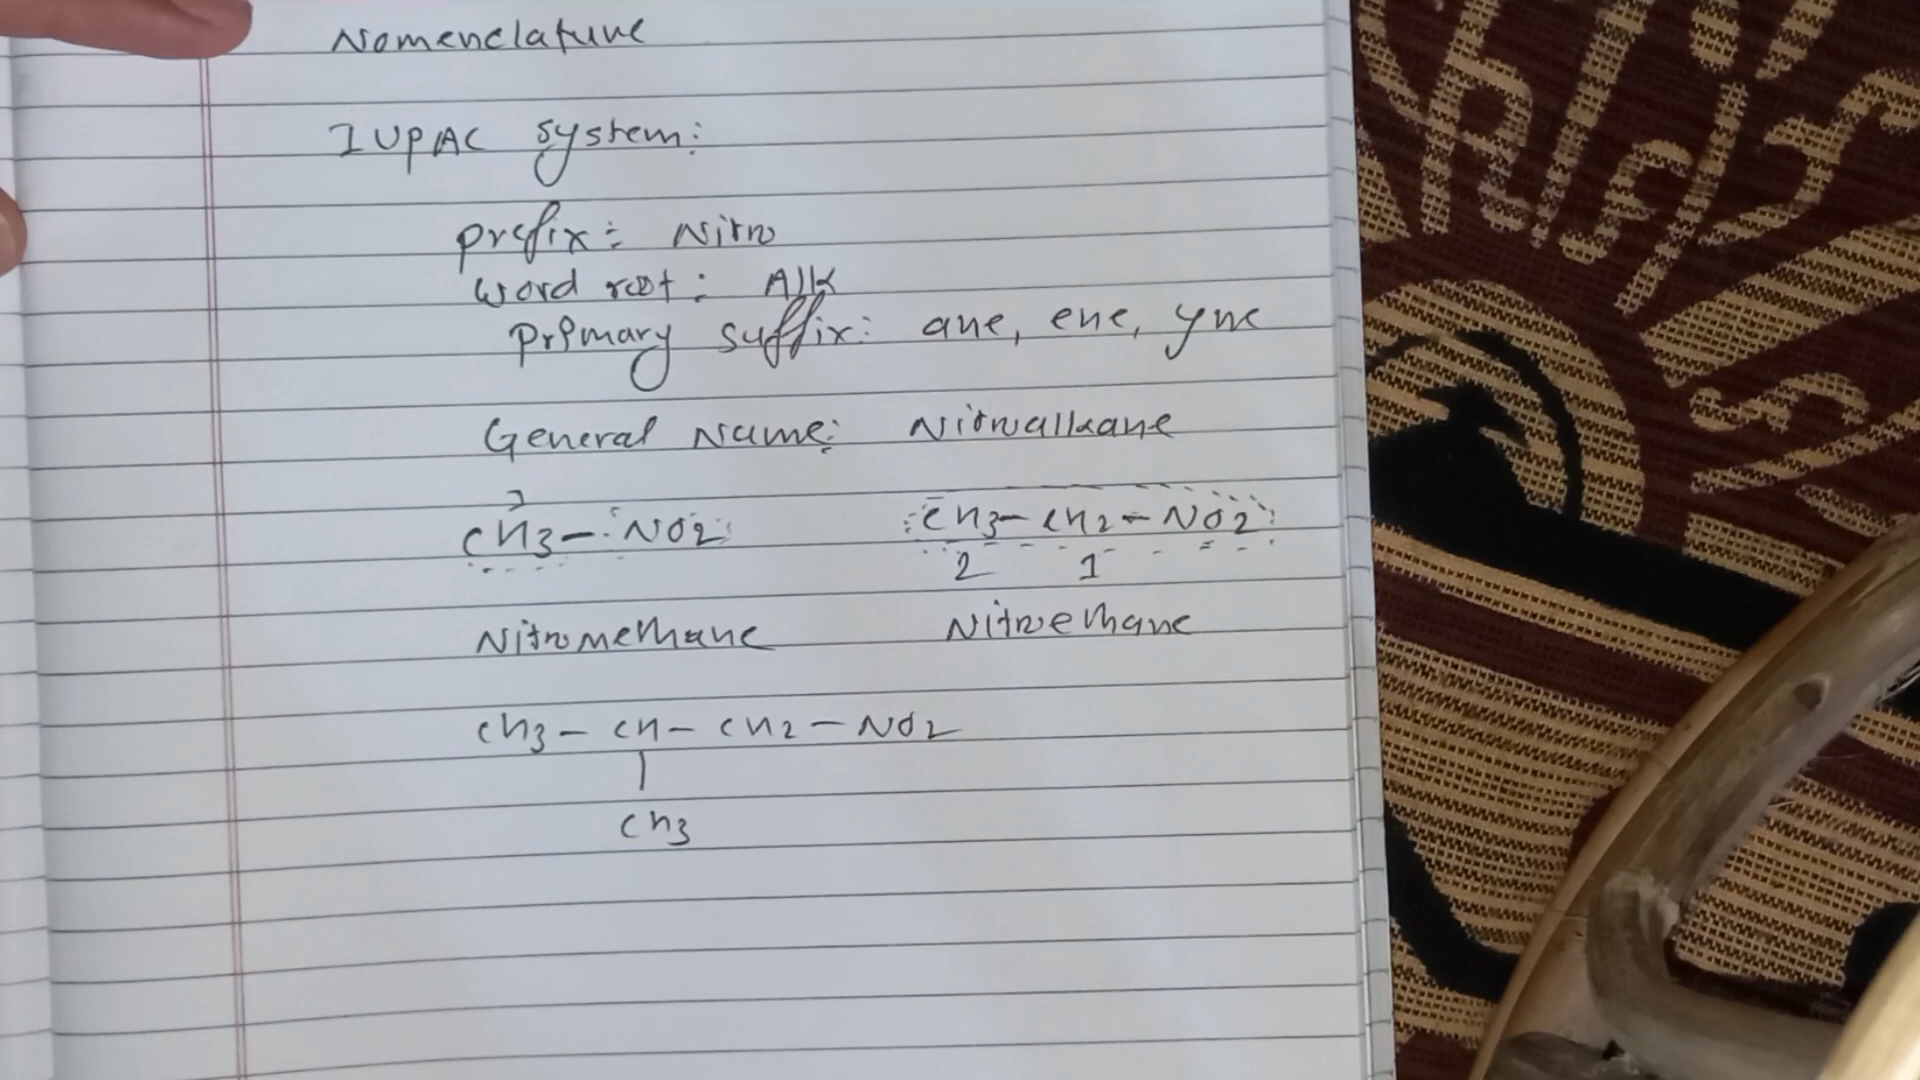 Nomenclature
IUPAC system:
prefix: Nitro
word root: Alk
Primary suffix: ane, ene, yne
General Name: Nitroalkane
CH3 - NO2 CH3 - CH2 - NO2
2 1
Nitromethane Nitroethane
CH3 - CH - CH2 - NO2
|
CH3